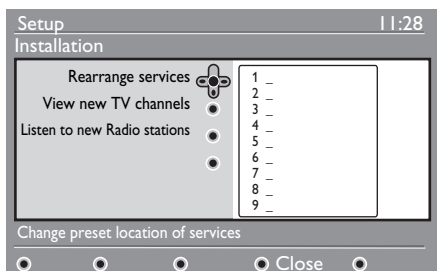 Setup 11:28
Installation
Rearrange services
View new TV channels
Listen to new Radio stations
1 _
2 _
3 _
4 _
5 _
6 _
7 _
8 _
9 _
Change preset location of services
Close